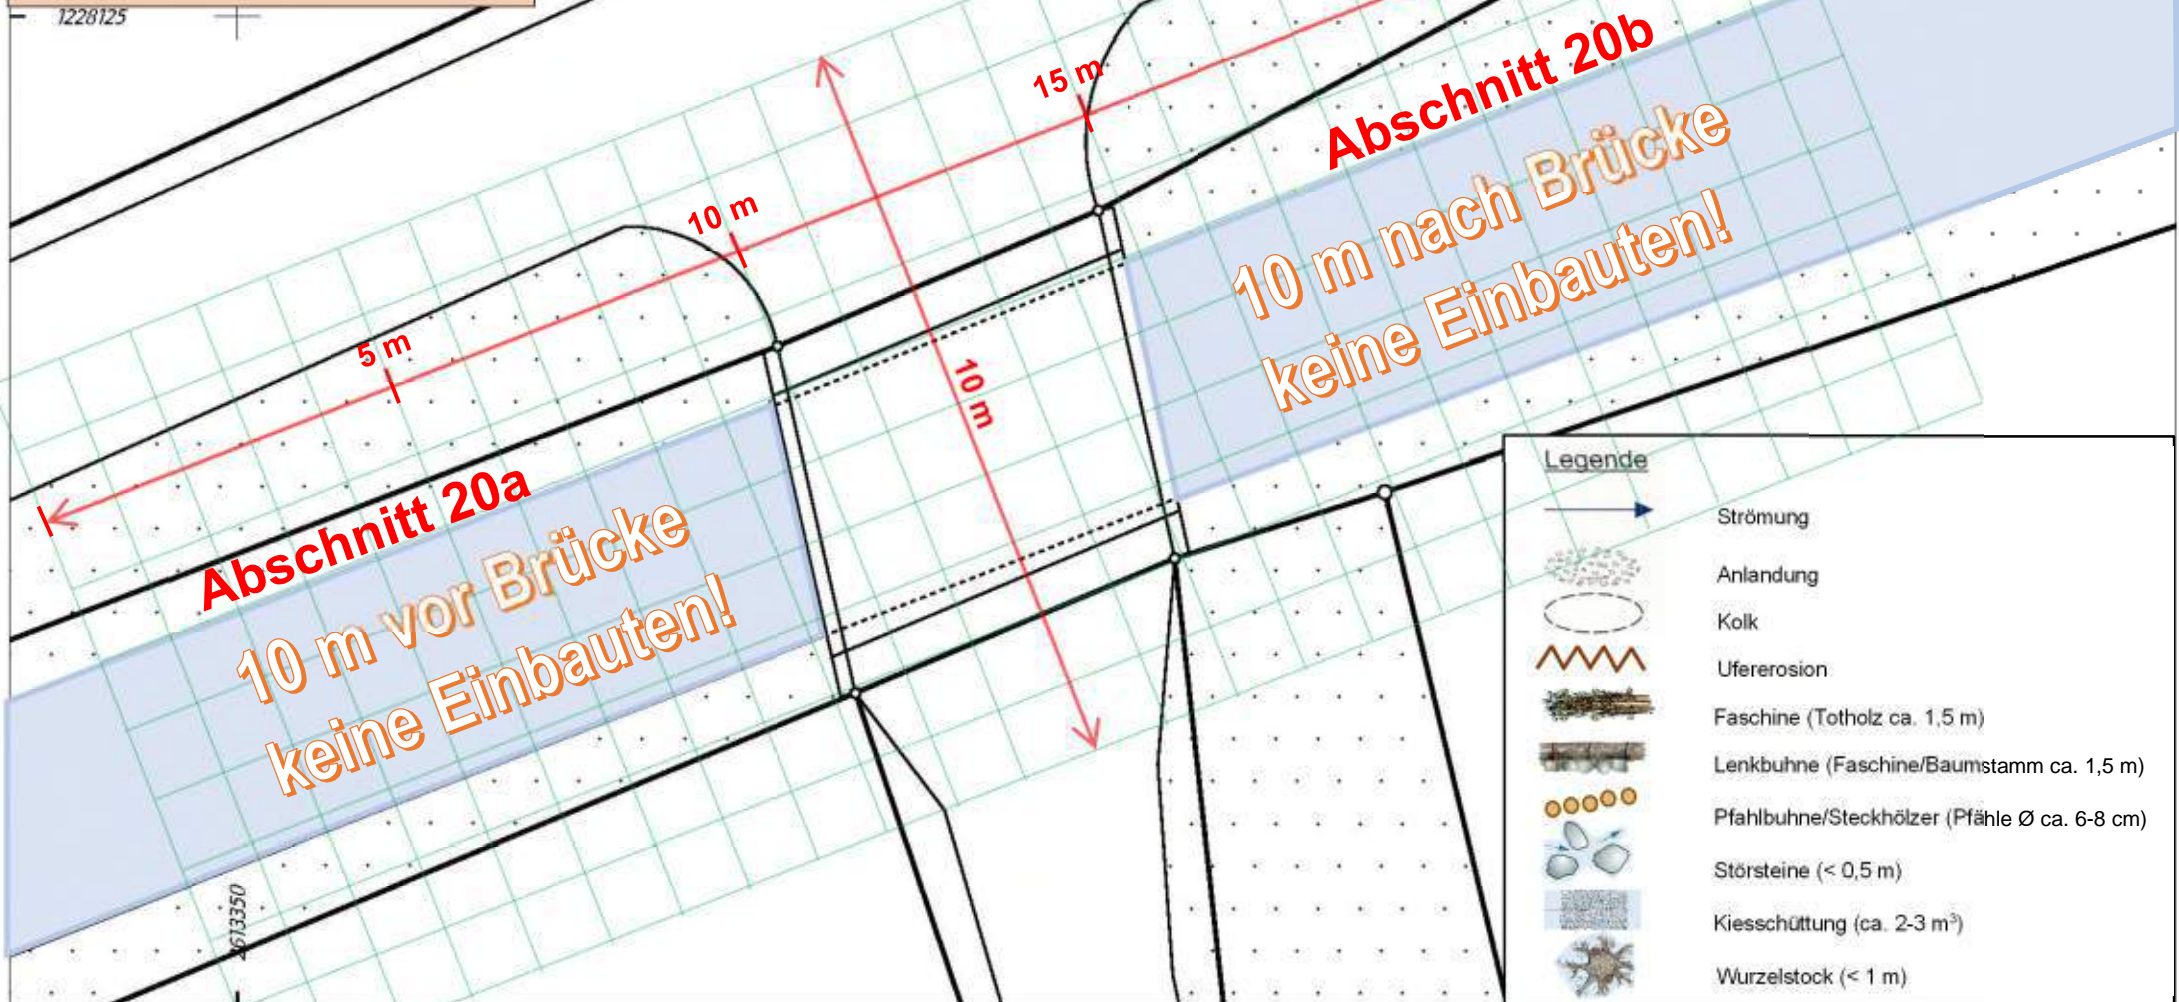 1228125
15 m
Abschnitt 20b
10 m nach Brücke
keine Einbauten!
10 m
5 m
10 m
Abschnitt 20a
10 m vor Brücke
keine Einbauten!
2613350
Legende
Strömung
Anlandung
Kolk
Ufererosion
Faschine (Totholz ca. 1,5 m)
Lenkbuhne (Faschine/Baumstamm ca. 1,5 m)
Pfahlbuhne/Steckhölzer (Pfähle Ø ca. 6-8 cm)
Störsteine (< 0,5 m)
Kiesschüttung (ca. 2-3 m³)
Wurzelstock (< 1 m)